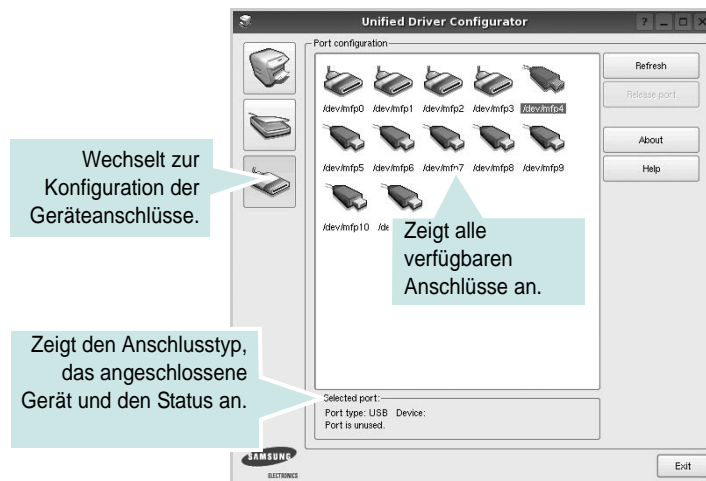 Unified Driver Configurator
Port configuration
/dev/mfp0 /dev/mfp1 /dev/mfp2 /dev/mfp3 /dev/mfp4
/dev/mfp5 /dev/mfp6 /dev/mfp7 /dev/mfp8 /dev/mfp9
/dev/mfp10
Refresh
Release port
About
Help
Wechselt zur
Konfiguration der
Geräteanschlüsse.
Zeigt alle
verfügbaren
Anschlüsse an.
Zeigt den Anschlusstyp,
das angeschlossene
Gerät und den Status an.
Selected port:
Port type: USB Device:
Port is unused.
SAMSUNG
ELECTRONICS
Exit